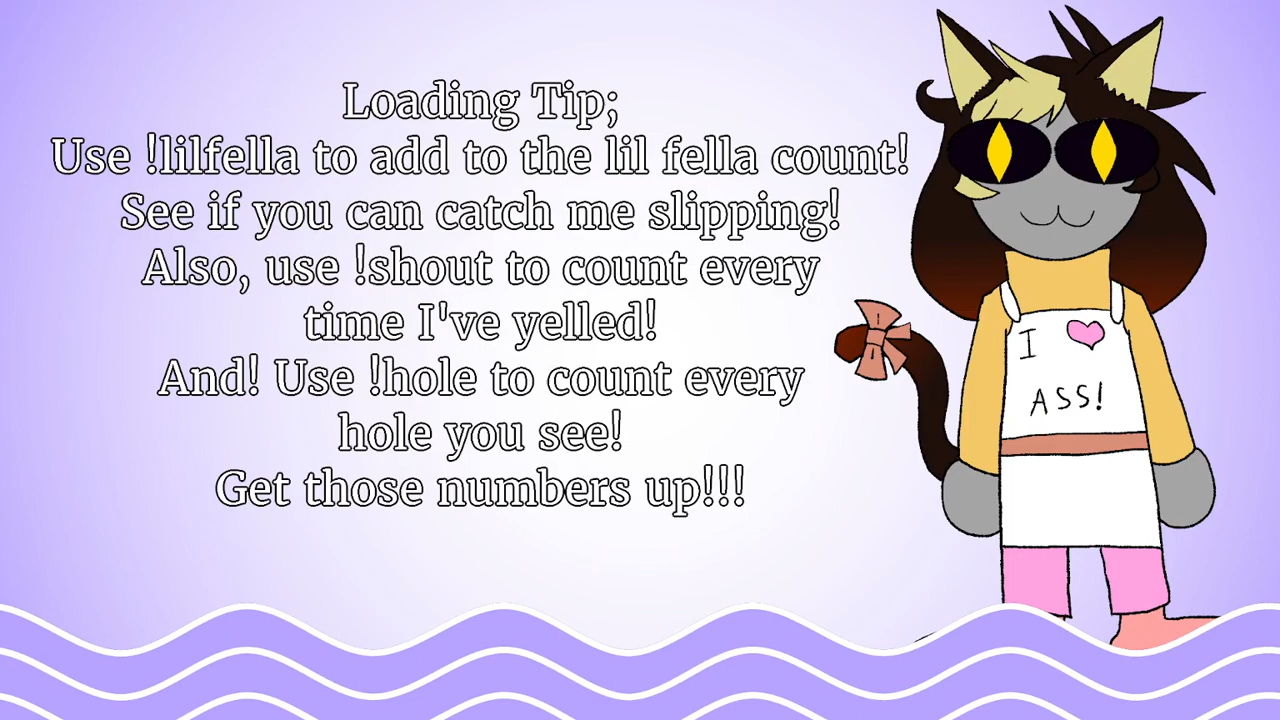 Loading Tip;
Use !lilfella to add to the lil fella count!
See if you can catch me slipping!
Also, use !shout to count every
time I've yelled!
And! Use !hole to count every
hole you see!
Get those numbers up!!!
I 🩷
ASS!